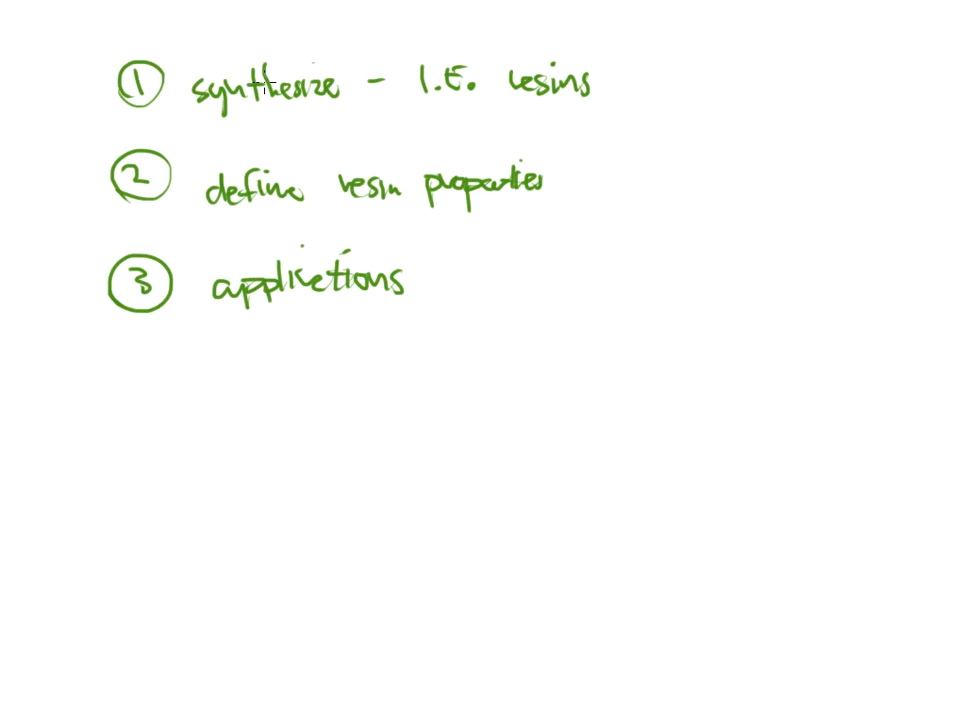 ① synthesize - I.E. resins
② define resin properties
③ applications